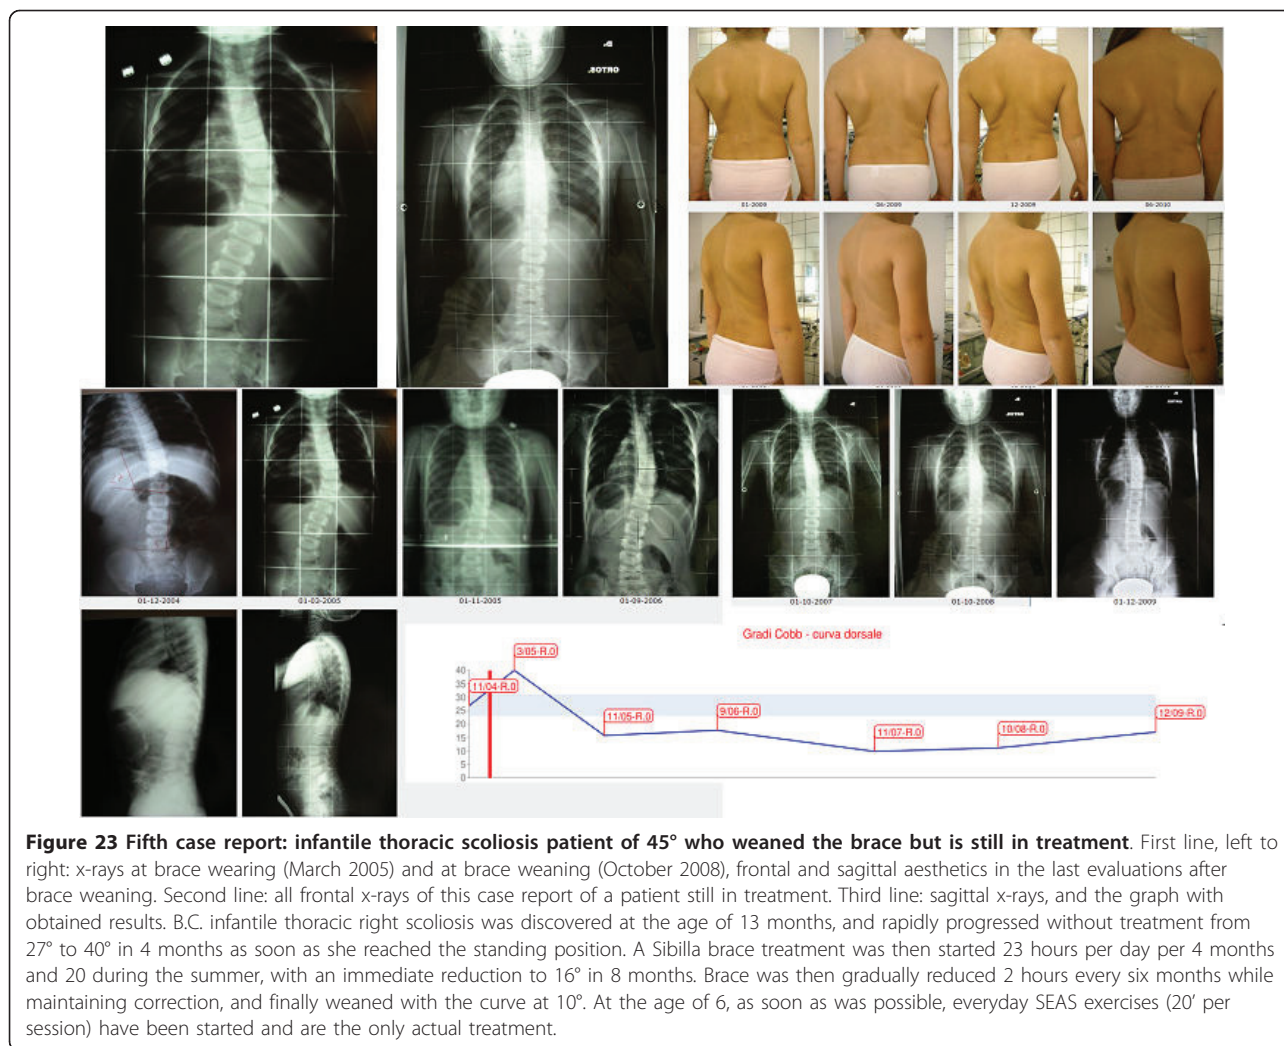 .SOTRO
01-2009
06-2009
12-2009
06-2010
01-12-2004
01-03-2005
01-11-2005
01-09-2006
01-10-2007
01-10-2008
01-12-2009
Gradi Cobb - curva dorsale
40
35
30
25
20
15
10
5
0
11/04-R.0
3/05-R.0
11/05-R.0
9/06-R.0
11/07-R.0
10/08-R.0
12/09-R.0
Figure 23 Fifth case report: infantile thoracic scoliosis patient of 45° who weaned the brace but is still in treatment. First line, left to
right: x-rays at brace wearing (March 2005) and at brace weaning (October 2008), frontal and sagittal aesthetics in the last evaluations after
brace weaning. Second line: all frontal x-rays of this case report of a patient still in treatment. Third line: sagittal x-rays, and the graph with
obtained results. B.C. infantile thoracic right scoliosis was discovered at the age of 13 months, and rapidly progressed without treatment from
27° to 40° in 4 months as soon as she reached the standing position. A Sibilla brace treatment was then started 23 hours per day per 4 months
and 20 during the summer, with an immediate reduction to 16° in 8 months. Brace was then gradually reduced 2 hours every six months while
maintaining correction, and finally weaned with the curve at 10°. At the age of 6, as soon as was possible, everyday SEAS exercises (20' per
session) have been started and are the only actual treatment.